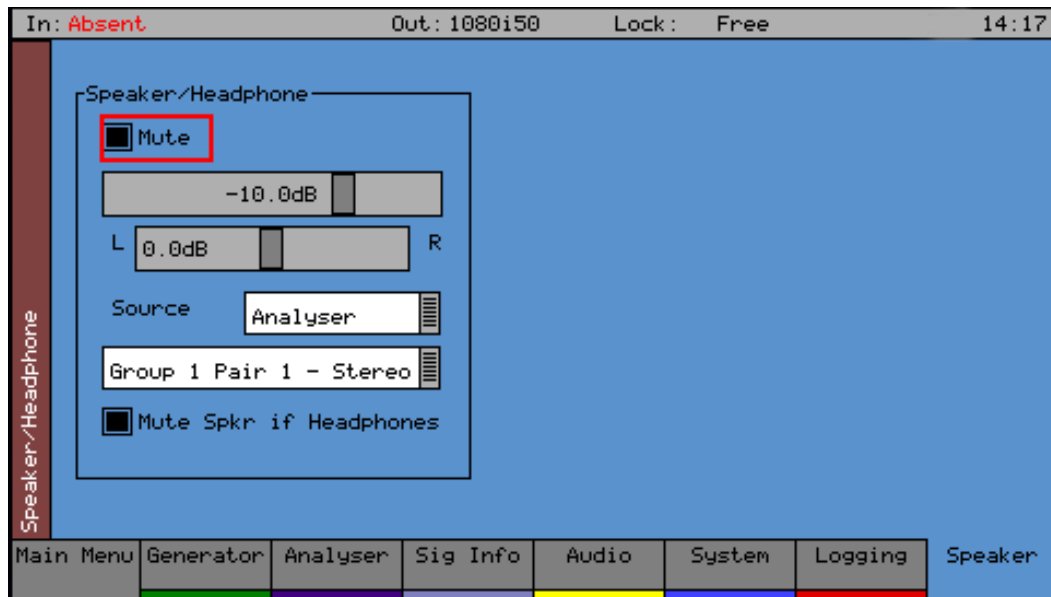 In: Absent Out: 1080i50 Lock: Free 14:17
Speaker/Headphone
Speaker/Headphone
Mute
-10.0dB
L 0.0dB R
Source Analyser
Group 1 Pair 1 - Stereo
Mute Spkr if Headphones
Main Menu Generator Analyser Sig Info Audio System Logging Speaker